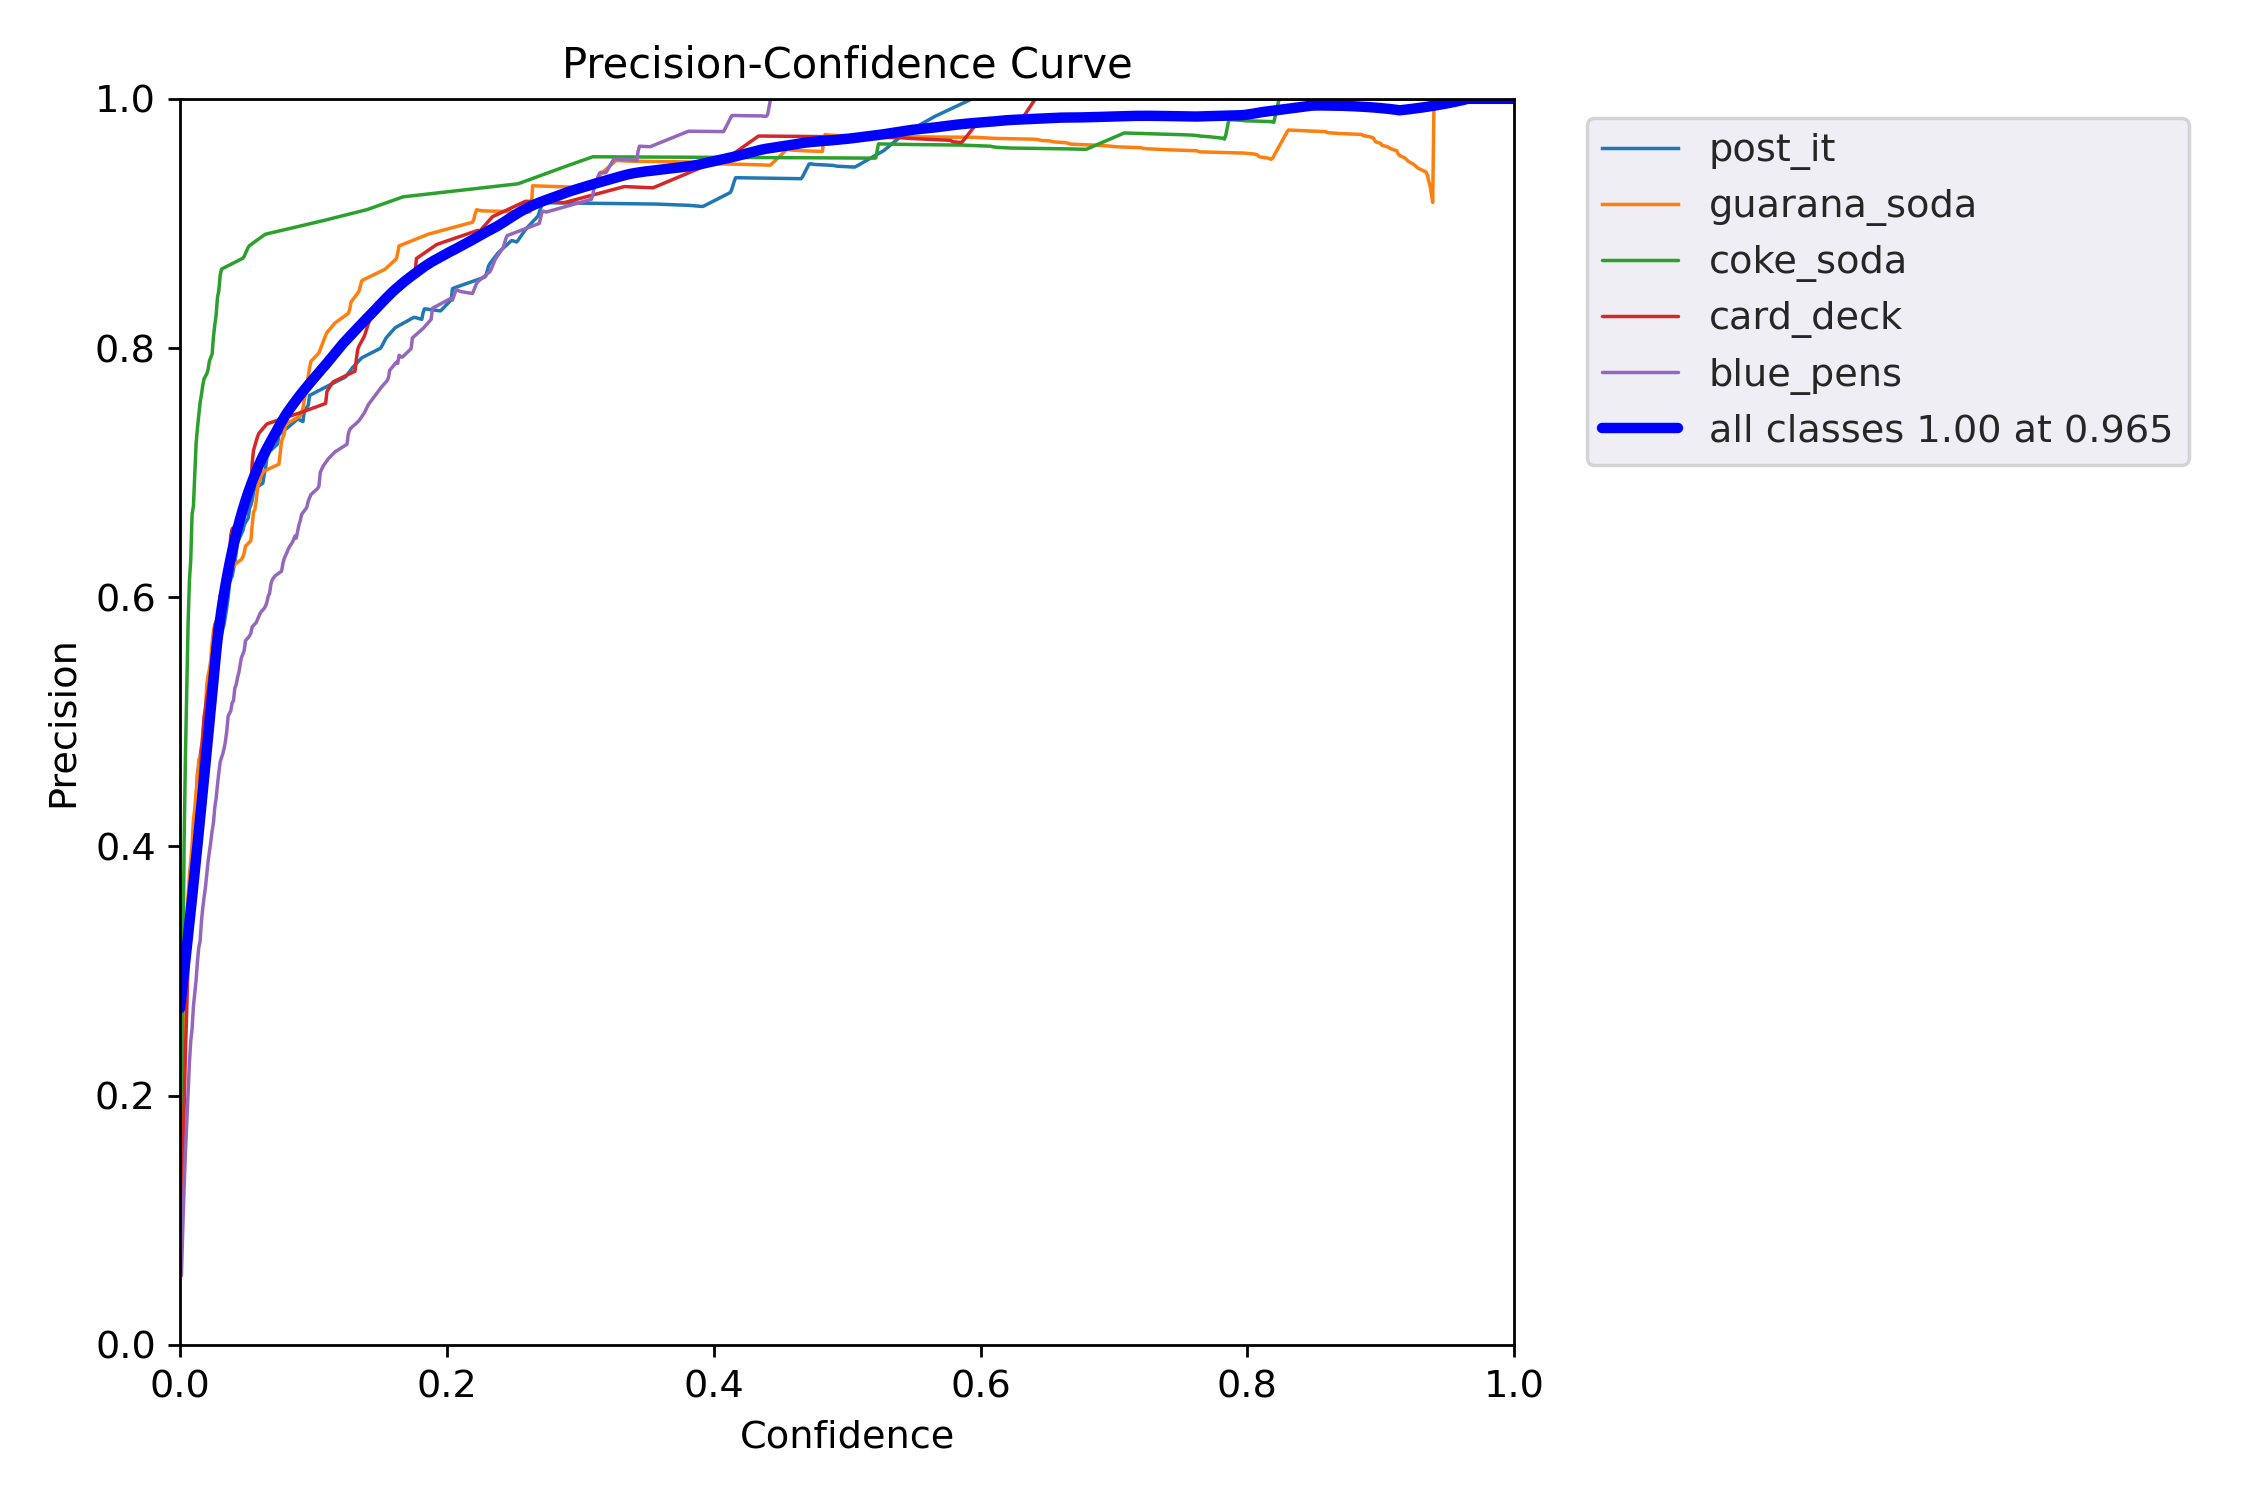 Precision-Confidence Curve
1.0
0.8
0.6
0.4
0.2
0.0
Precision
0.0 0.2 0.4 0.6 0.8 1.0
Confidence
post_it
guarana_soda
coke_soda
card_deck
blue_pens
all classes 1.00 at 0.965